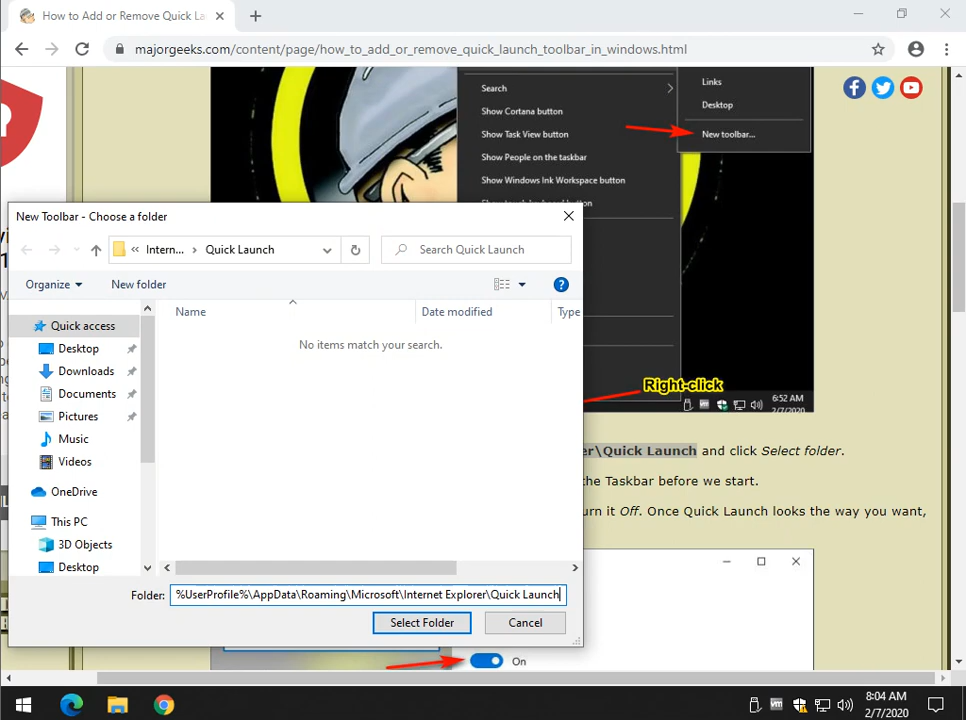 How to Add or Remove Quick La
majorgeeks.com/content/page/how_to_add_or_remove_quick_launch_toolbar_in_windows.html
Search
Show Cortana button
Show Task View button
Show People on the taskbar
Show Windows Ink Workspace button
Links
Desktop
New toolbar...
Right-click
6:52 AM
2/7/2020
er\Quick Launch and click Select folder.
the Taskbar before we start.
urn it Off. Once Quick Launch looks the way you want,
On
New Toolbar - Choose a folder
« Intern... › Quick Launch
Search Quick Launch
Organize
New folder
Name
Date modified
Type
No items match your search.
Quick access
Desktop
Downloads
Documents
Pictures
Music
Videos
OneDrive
This PC
3D Objects
Desktop
Folder: %UserProfile%\AppData\Roaming\Microsoft\Internet Explorer\Quick Launch
Select Folder
Cancel
8:04 AM
2/7/2020